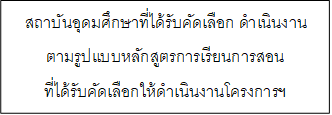 สถาบันอุดมศึกษาที่ได้รับคัดเลือก ดำเนินงาน
ตามรูปแบบหลักสูตรการเรียนการสอน
ที่ได้รับคัดเลือกให้ดำเนินงานโครงการฯ